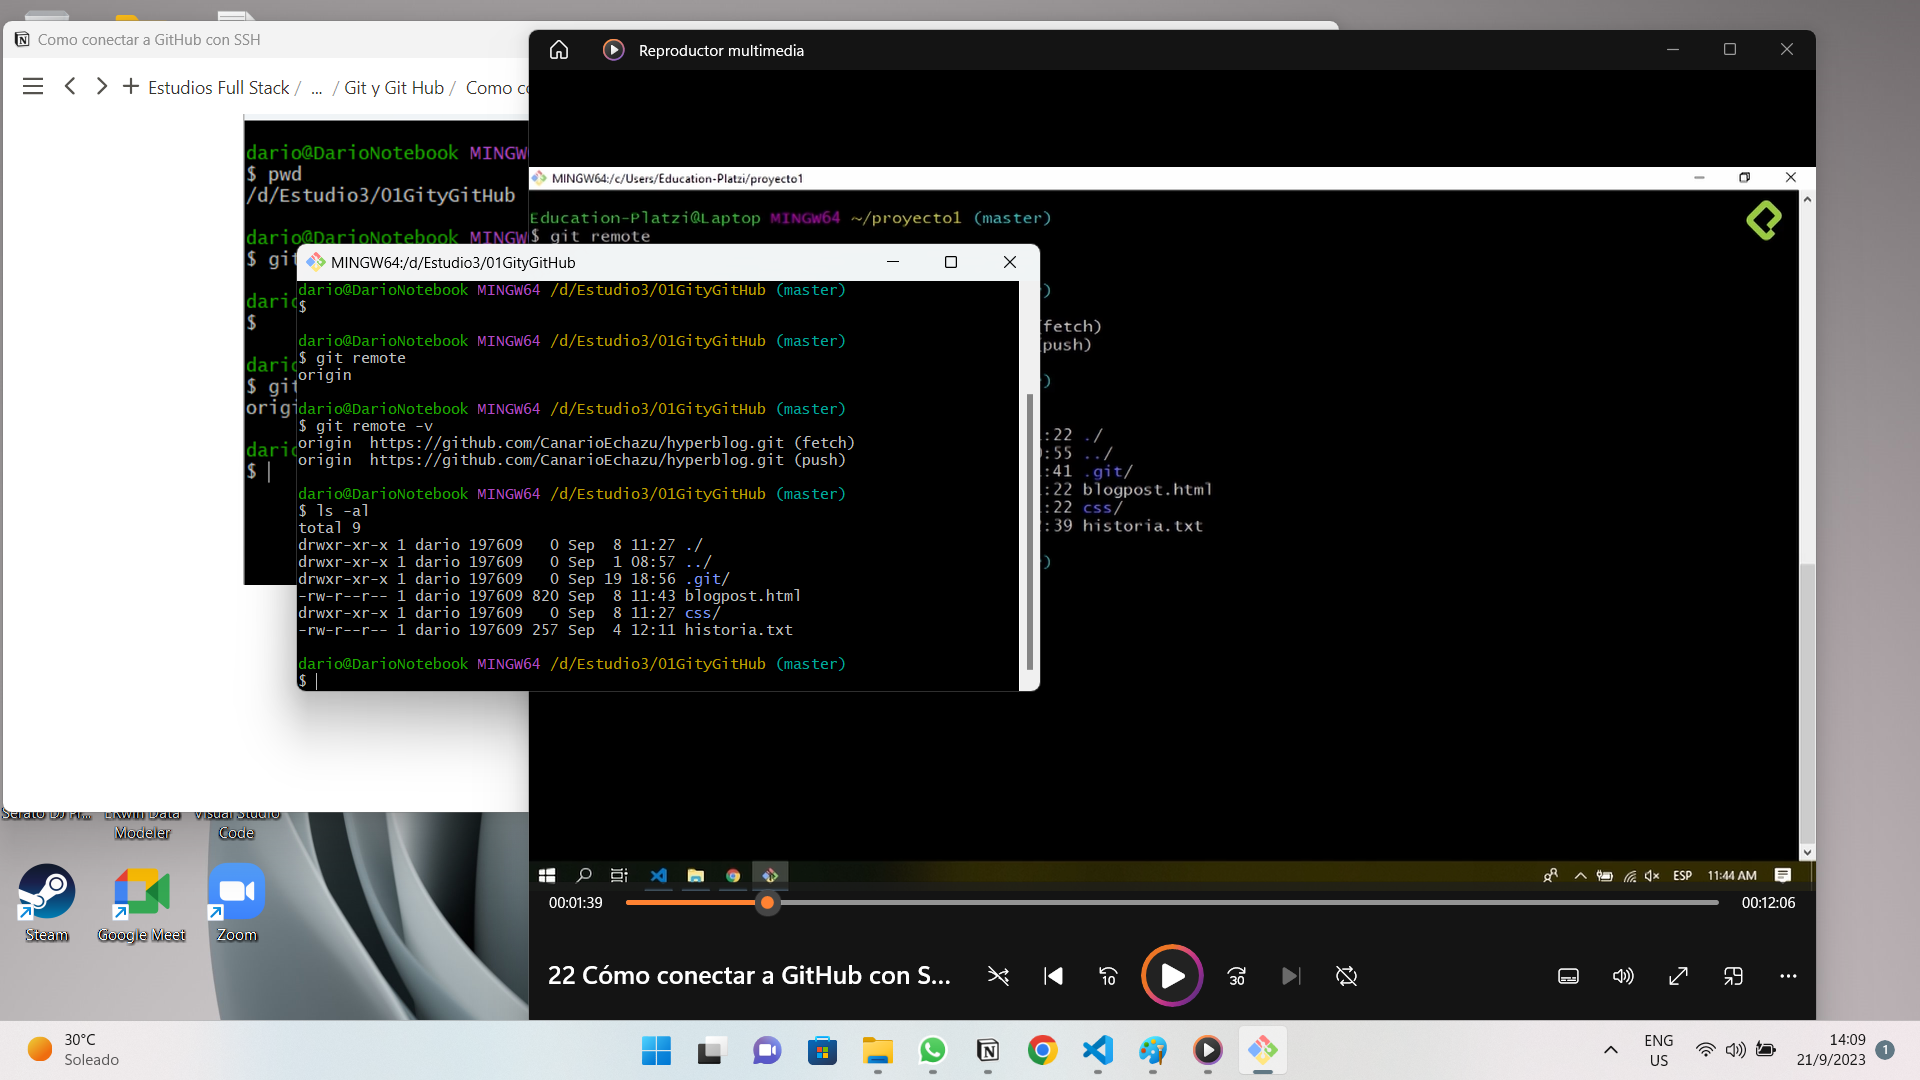 Como conectar a GitHub con SSH
Estudios Full Stack / ... / Git y Git Hub / Como co
dario@DarioNotebook MINGW
$ pwd
/d/Estudio3/01GityGitHub
dario@DarioNotebook MINGW
$ git
dario
$
dario
$ git
origi
dario
$
Reproductor multimedia
MINGW64:/c/Users/Education-Platzi/proyecto1
Education-Platzi@Laptop MINGW64 ~/proyecto1 (master)
$ git remote
)
(fetch)
(push)
)
:22 ./
:55 ../
:41 .git/
:22 blogpost.html
:22 css/
:39 historia.txt
)
MINGW64:/d/Estudio3/01GityGitHub
dario@DarioNotebook MINGW64 /d/Estudio3/01GityGitHub (master)
$
dario@DarioNotebook MINGW64 /d/Estudio3/01GityGitHub (master)
$ git remote
origin
dario@DarioNotebook MINGW64 /d/Estudio3/01GityGitHub (master)
$ git remote -v
origin  https://github.com/CanarioEchazu/hyperblog.git (fetch)
origin  https://github.com/CanarioEchazu/hyperblog.git (push)
dario@DarioNotebook MINGW64 /d/Estudio3/01GityGitHub (master)
$ ls -al
total 9
drwxr-xr-x 1 dario 197609   0 Sep  8 11:27 ./
drwxr-xr-x 1 dario 197609   0 Sep  1 08:57 ../
drwxr-xr-x 1 dario 197609   0 Sep 19 18:56 .git/
-rw-r--r-- 1 dario 197609 820 Sep  8 11:43 blogpost.html
drwxr-xr-x 1 dario 197609   0 Sep  8 11:27 css/
-rw-r--r-- 1 dario 197609 257 Sep  4 12:11 historia.txt
dario@DarioNotebook MINGW64 /d/Estudio3/01GityGitHub (master)
$
Serato DJ Pr...
ERwin Data
Modeler
Visual Studio
Code
Steam
Google Meet
Zoom
ESP
11:44 AM
00:01:39
00:12:06
22 Cómo conectar a GitHub con S...
10
30
30°C
Soleado
ENG
US
14:09
21/9/2023
1